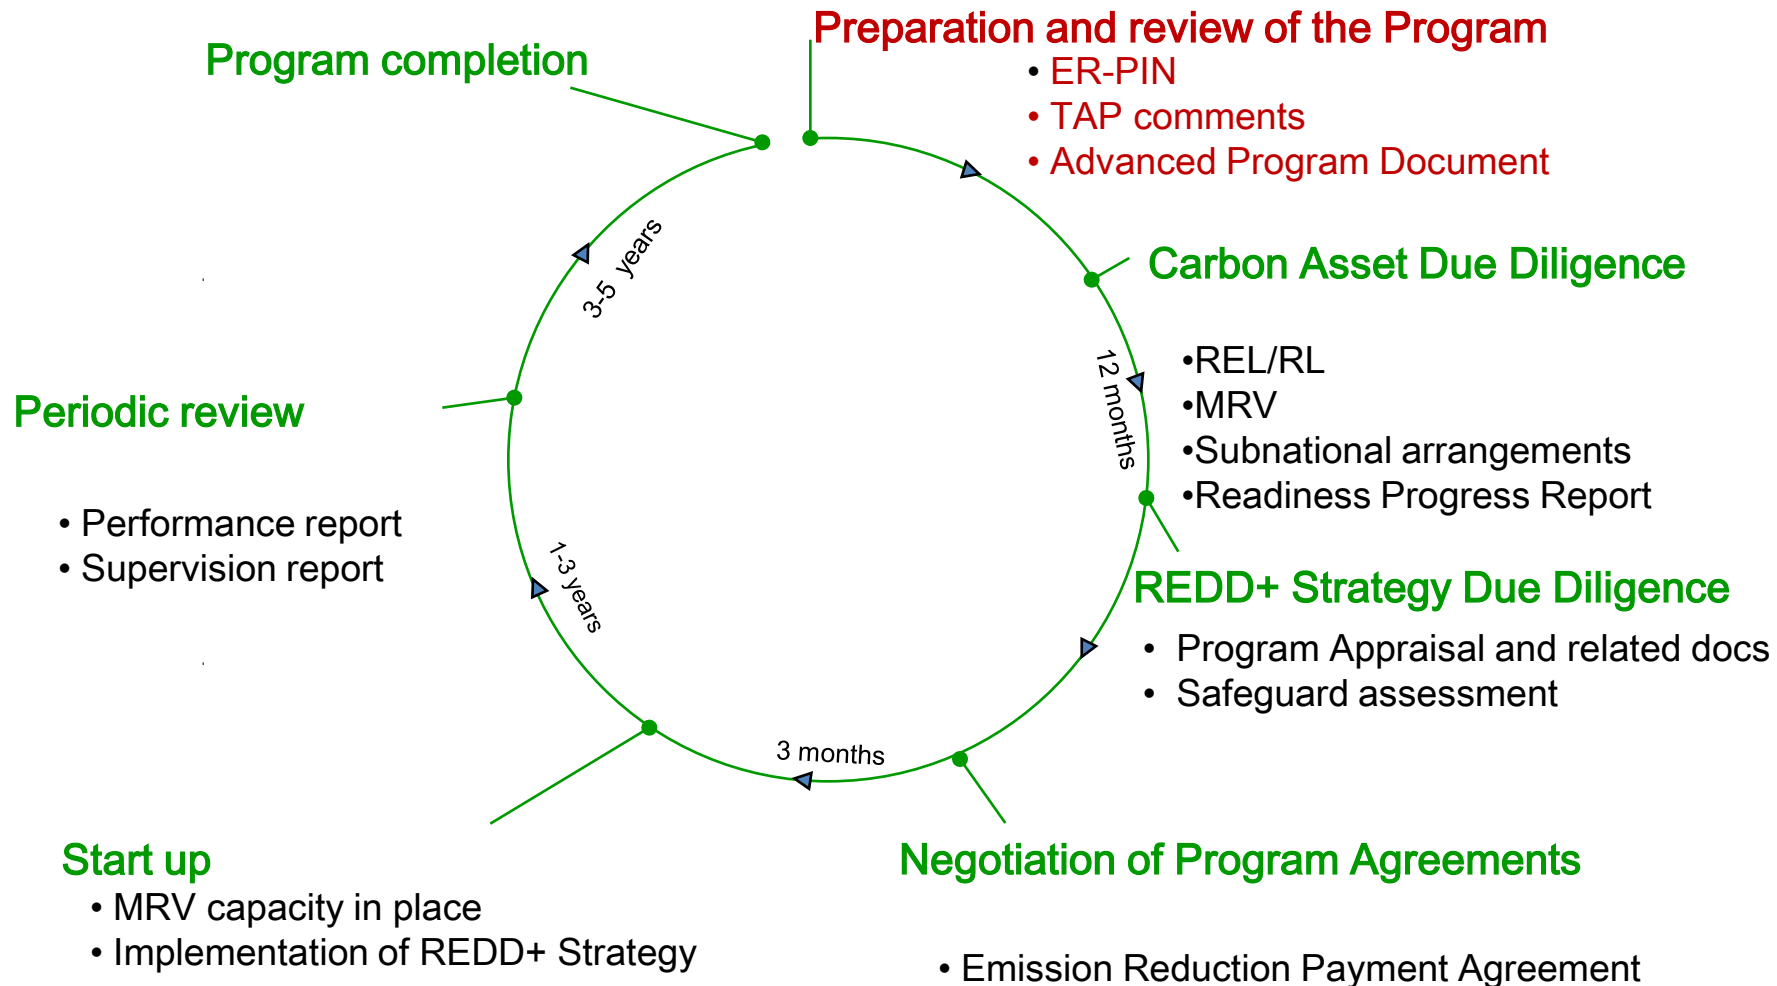 Preparation and review of the Program
• ER-PIN
• TAP comments
• Advanced Program Document
Carbon Asset Due Diligence
•REL/RL
•MRV
•Subnational arrangements
•Readiness Progress Report
12 months
REDD+ Strategy Due Diligence
• Program Appraisal and related docs
• Safeguard assessment
Negotiation of Program Agreements
• Emission Reduction Payment Agreement
3 months
Start up
• MRV capacity in place
• Implementation of REDD+ Strategy
1-3 years
Periodic review
• Performance report
• Supervision report
3-5 years
Program completion